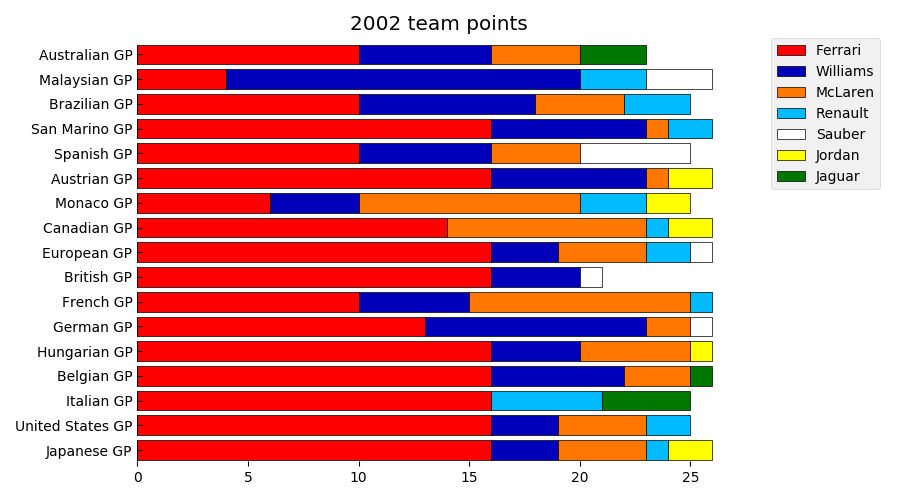 2002 team points
Australian GP
Malaysian GP
Brazilian GP
San Marino GP
Spanish GP
Austrian GP
Monaco GP
Canadian GP
European GP
British GP
French GP
German GP
Hungarian GP
Belgian GP
Italian GP
United States GP
Japanese GP
0 5 10 15 20 25
Ferrari
Williams
McLaren
Renault
Sauber
Jordan
Jaguar